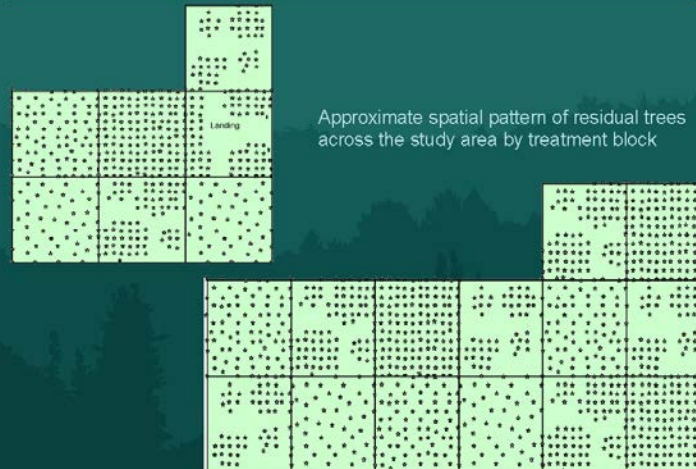 Landing
Approximate spatial pattern of residual trees
across the study area by treatment block